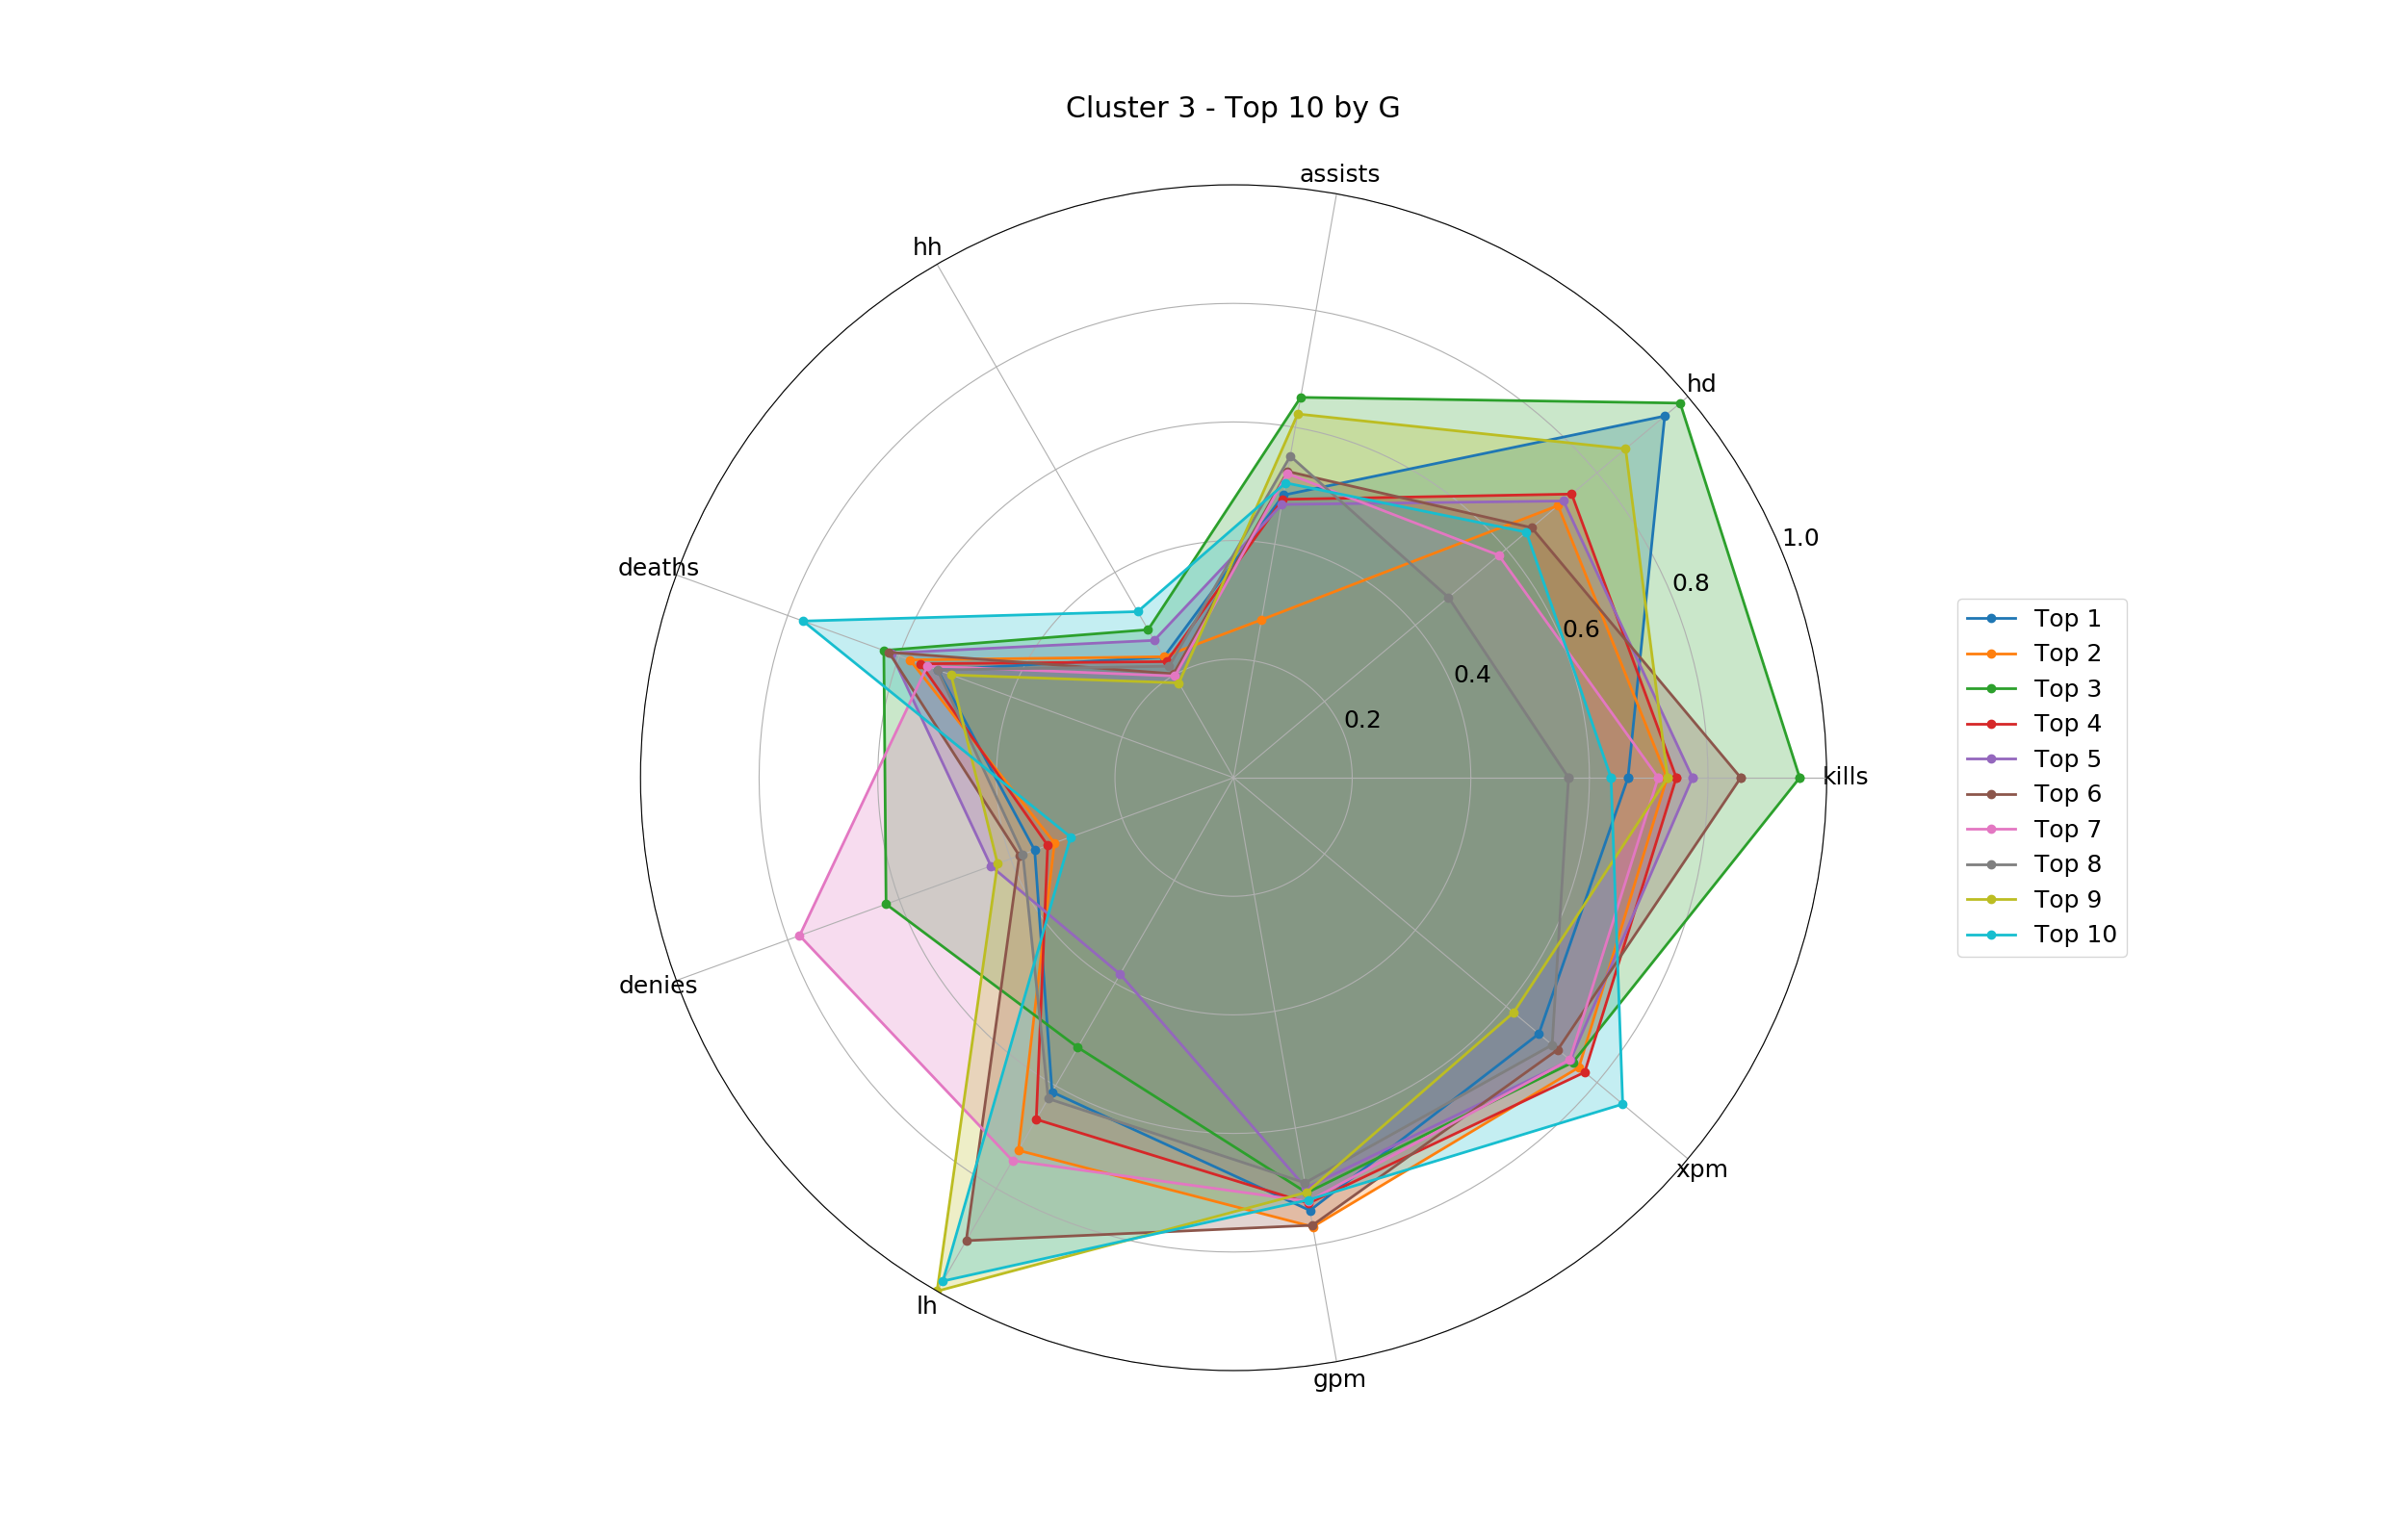 Cluster 3 - Top 10 by G
assists
hh
hd
deaths
1.0
0.8
0.6
0.4
0.2
kills
denies
xpm
lh
gpm
Top 1
Top 2
Top 3
Top 4
Top 5
Top 6
Top 7
Top 8
Top 9
Top 10